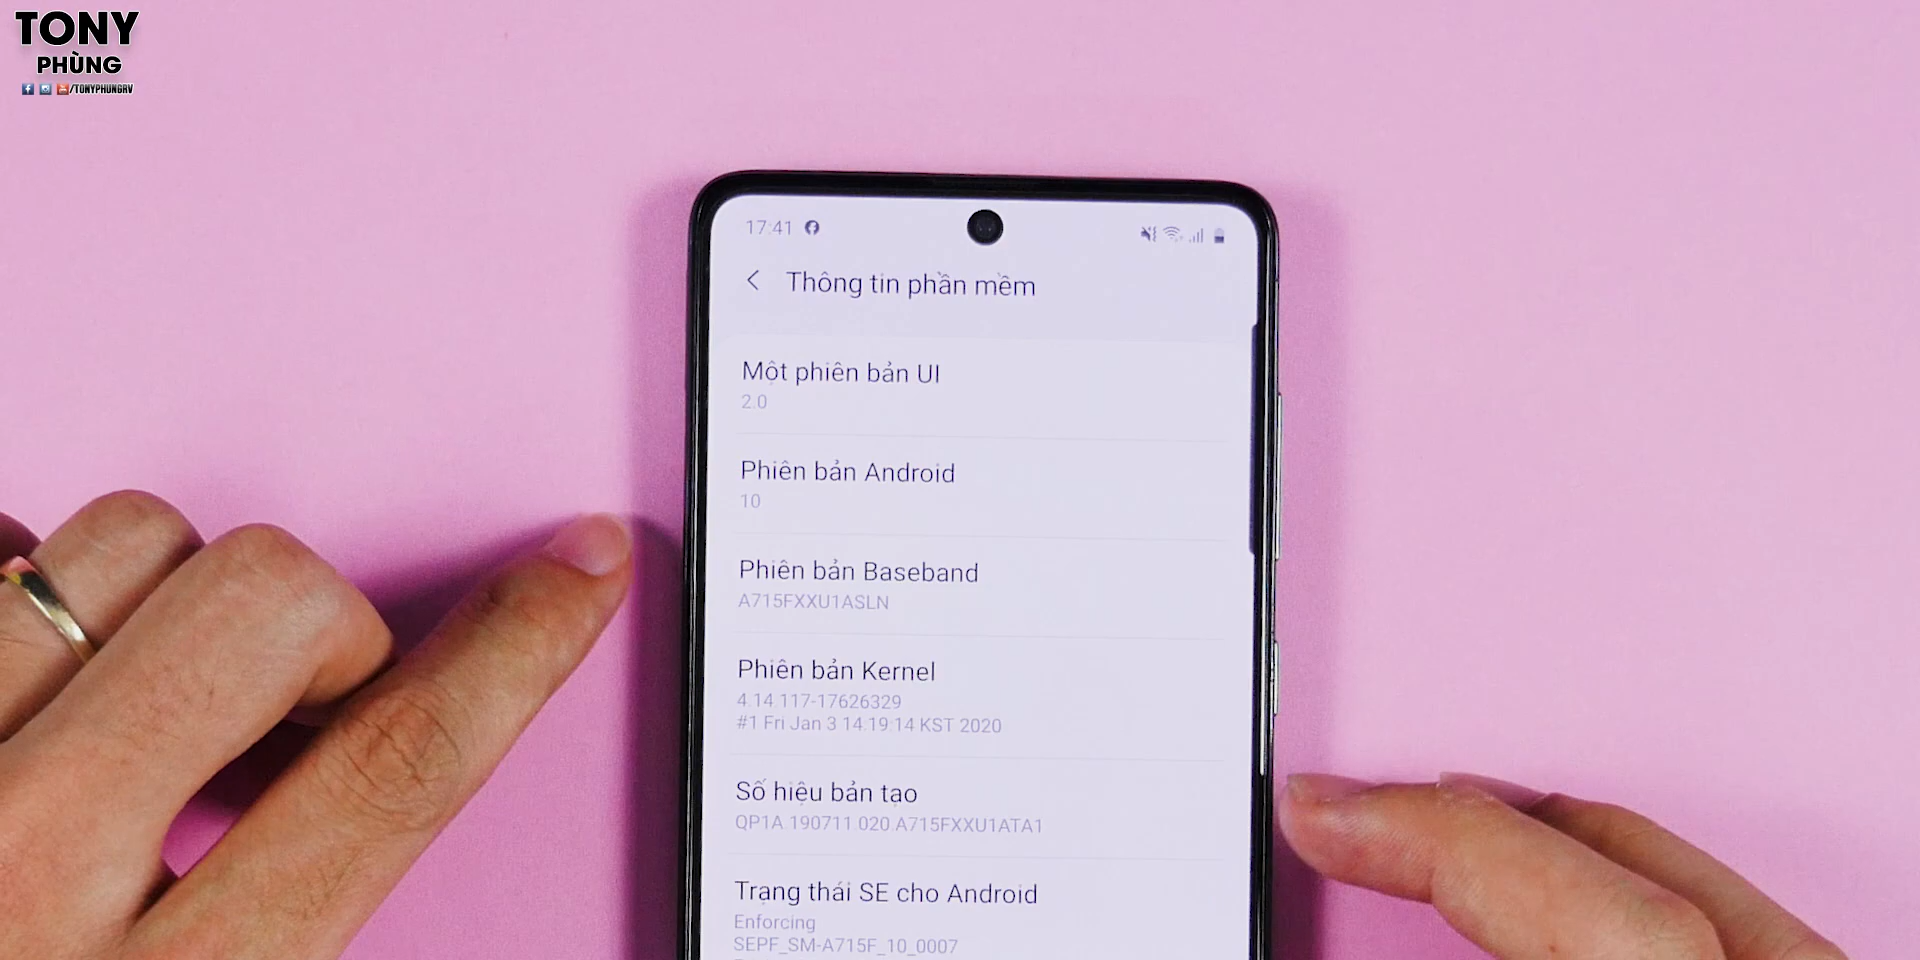 TONY
PHÙNG
/TONYPHUNGRV
17:41
Thông tin phần mềm
Một phiên bản UI
2.0
Phiên bản Android
10
Phiên bản Baseband
A715FXXU1ASLN
Phiên bản Kernel
4.14.117-17626329
#1 Fri Jan 3 14:19:14 KST 2020
Số hiệu bản tạo
QP1A.190711.020.A715FXXU1ATA1
Trạng thái SE cho Android
Enforcing
SEPF_SM-A715F_10_0007